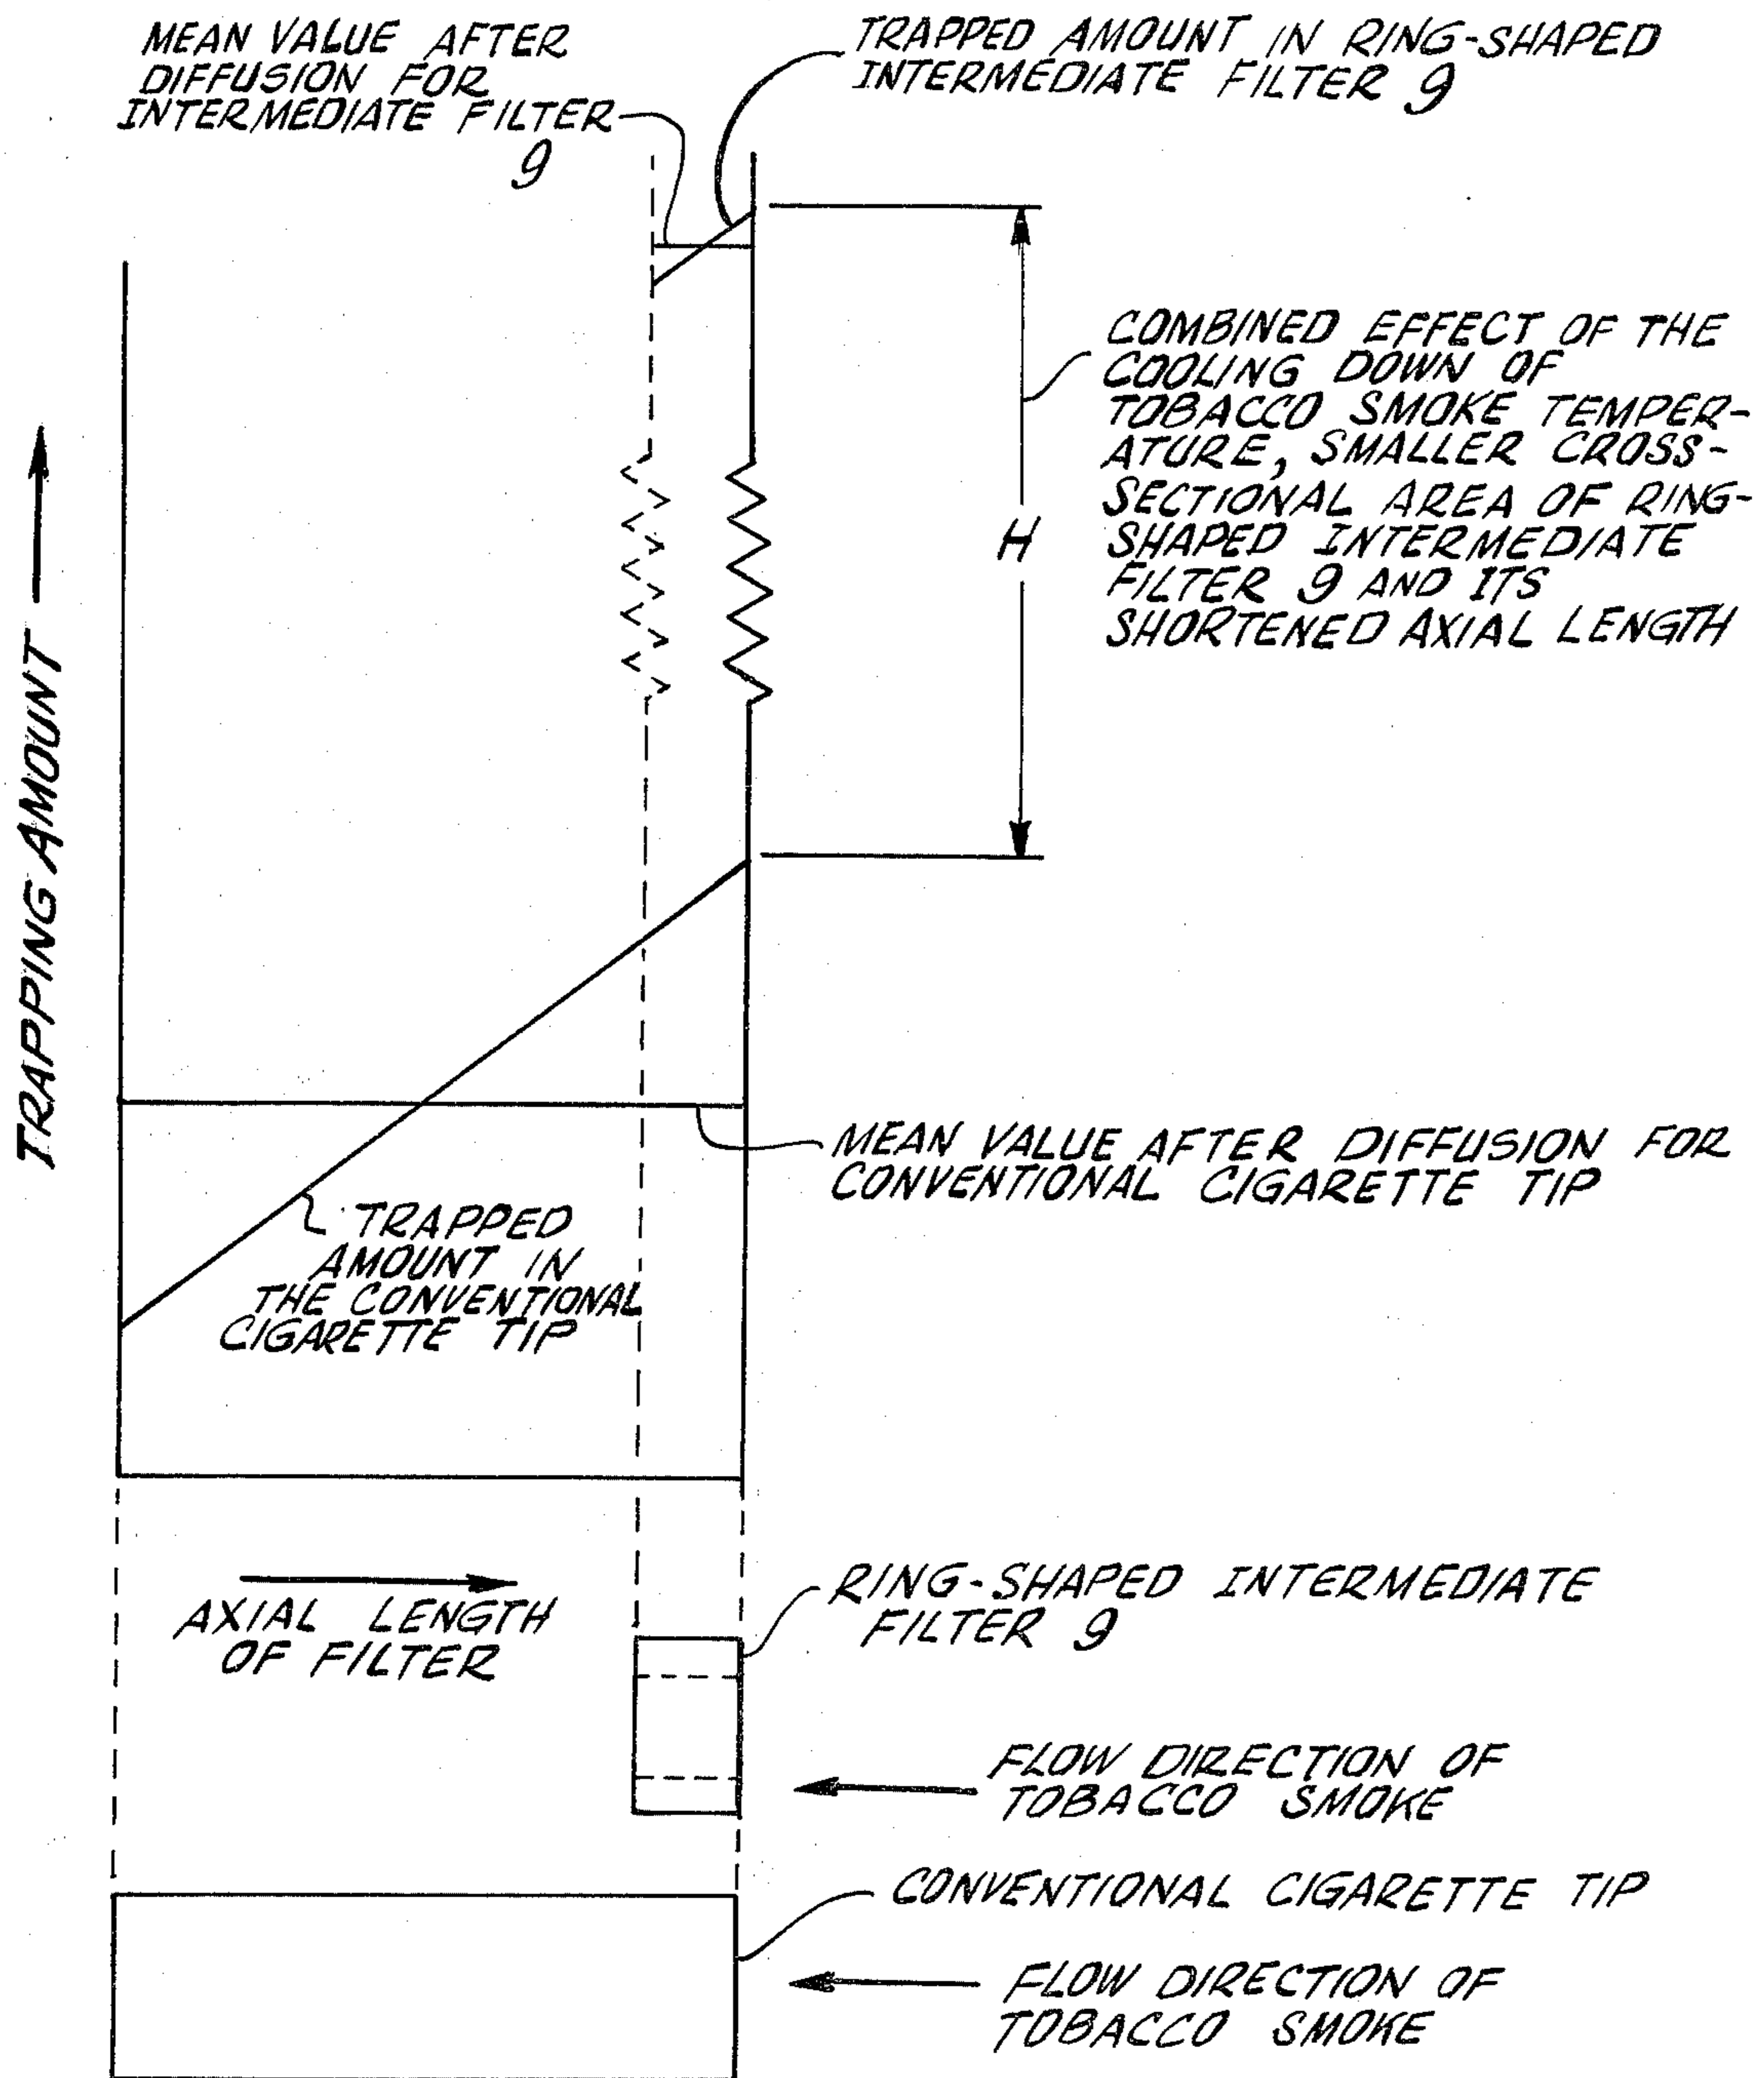 MEAN VALUE AFTER
DIFFUSION FOR
INTERMEDIATE FILTER
9
TRAPPED AMOUNT IN RING-SHAPED
INTERMEDIATE FILTER 9
COMBINED EFFECT OF THE
COOLING DOWN OF
TOBACCO SMOKE TEMPER-
ATURE, SMALLER CROSS-
SECTIONAL AREA OF RING-
SHAPED INTERMEDIATE
FILTER 9 AND ITS
SHORTENED AXIAL LENGTH
H
TRAPPING AMOUNT
MEAN VALUE AFTER DIFFUSION FOR
CONVENTIONAL CIGARETTE TIP
TRAPPED
AMOUNT IN
THE CONVENTIONAL
CIGARETTE TIP
AXIAL LENGTH
OF FILTER
RING-SHAPED INTERMEDIATE
FILTER 9
FLOW DIRECTION OF
TOBACCO SMOKE
CONVENTIONAL CIGARETTE TIP
FLOW DIRECTION OF
TOBACCO SMOKE